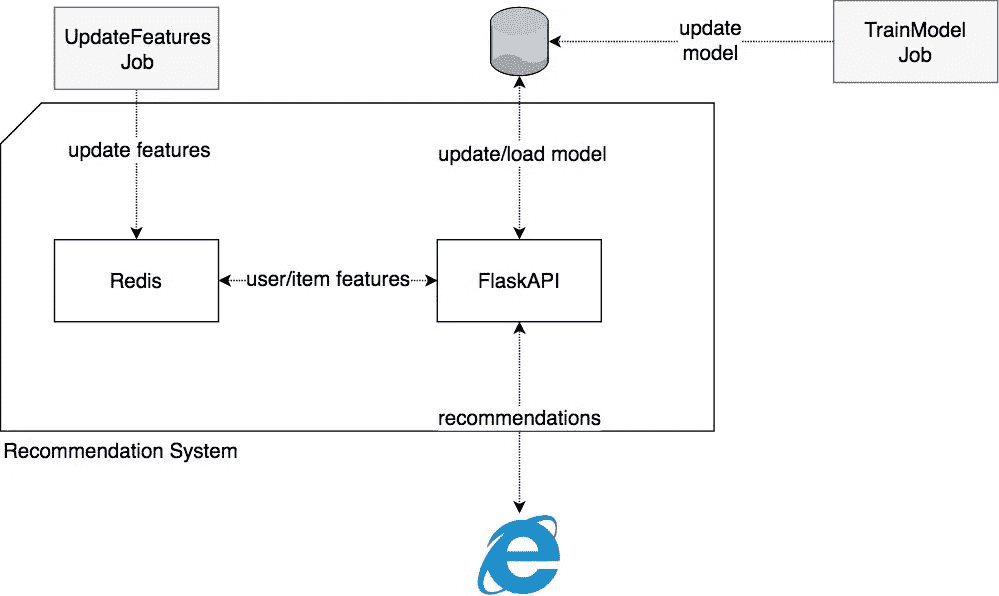 UpdateFeatures
Job
update
model
TrainModel
Job
update features
update/load model
Redis
user/item features
FlaskAPI
recommendations
Recommendation System